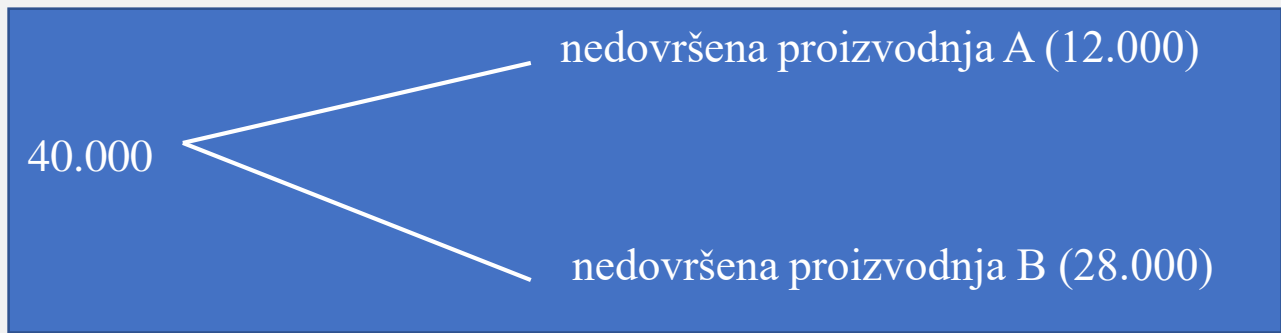 nedovršena proizvodnja A (12.000)
40.000
nedovršena proizvodnja B (28.000)